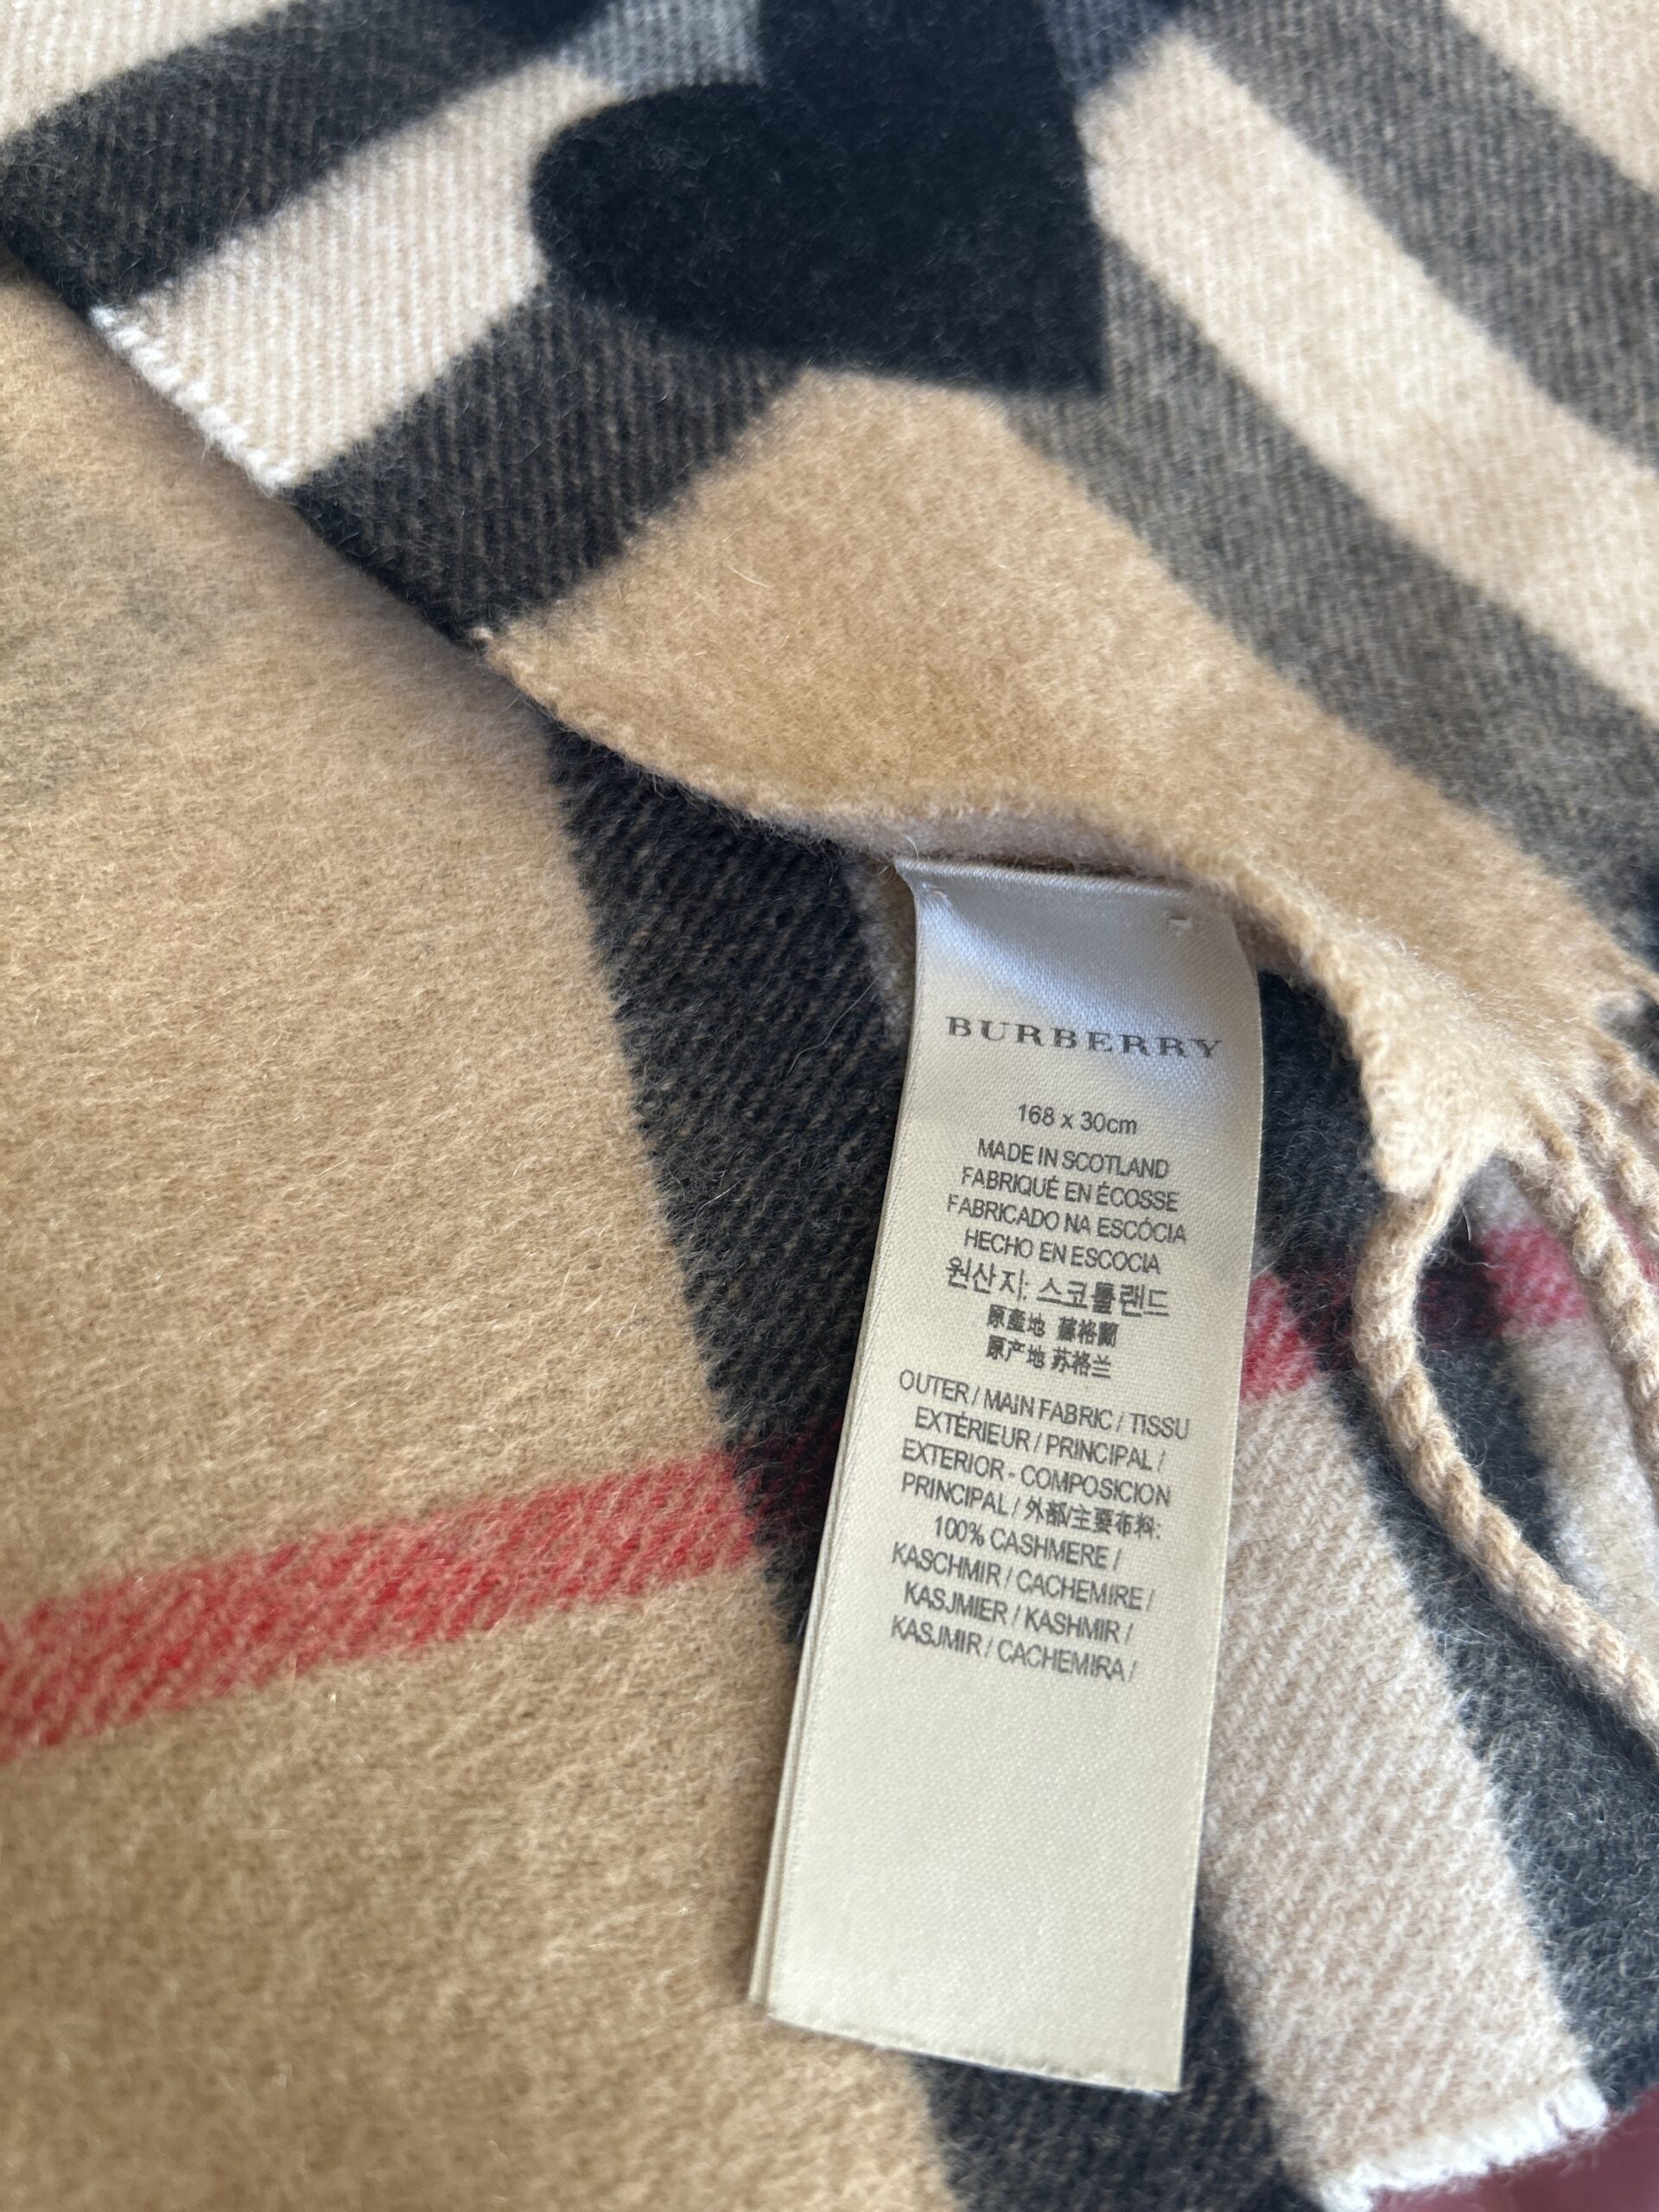 BURBERRY
168 x 30cm
MADE IN SCOTLAND
FABRIQUÉ EN ÉCOSSE
FABRICADO NA ESCÓCIA
HECHO EN ESCOCIA
원산지: 스코틀랜드
原產地 蘇格蘭
原产地 苏格兰
OUTER / MAIN FABRIC / TISSU
EXTÉRIEUR / PRINCIPAL /
EXTERIOR - COMPOSICION
PRINCIPAL / 外部/主要布料:
100% CASHMERE /
KASCHMIR / CACHEMIRE /
KASJMIER / KASHMIR /
KASJMIR / CACHEMIRA /